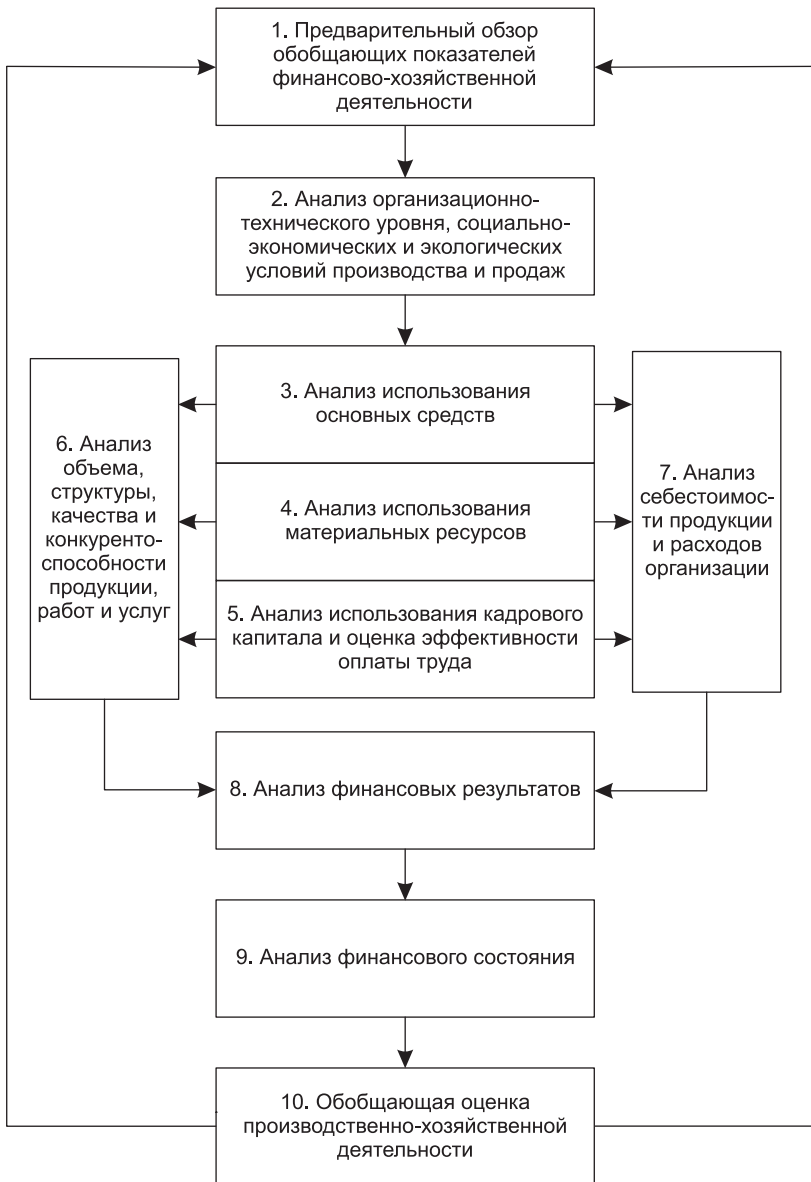 1. Предварительный обзор
обобщающих показателей
финансово-хозяйственной
деятельности
2. Анализ организационно-
технического уровня, социально-
экономических и экологических
условий производства и продаж
3. Анализ использования
основных средств
4. Анализ использования
материальных ресурсов
5. Анализ использования кадрового
капитала и оценка эффективности
оплаты труда
6. Анализ
объема,
структуры,
качества и
конкуренто-
способности
продукции,
работ и услуг
7. Анализ
себестоимос-
ти продукции
и расходов
организации
8. Анализ финансовых результатов
9. Анализ финансового состояния
10. Обобщающая оценка
производственно-хозяйственной
деятельности